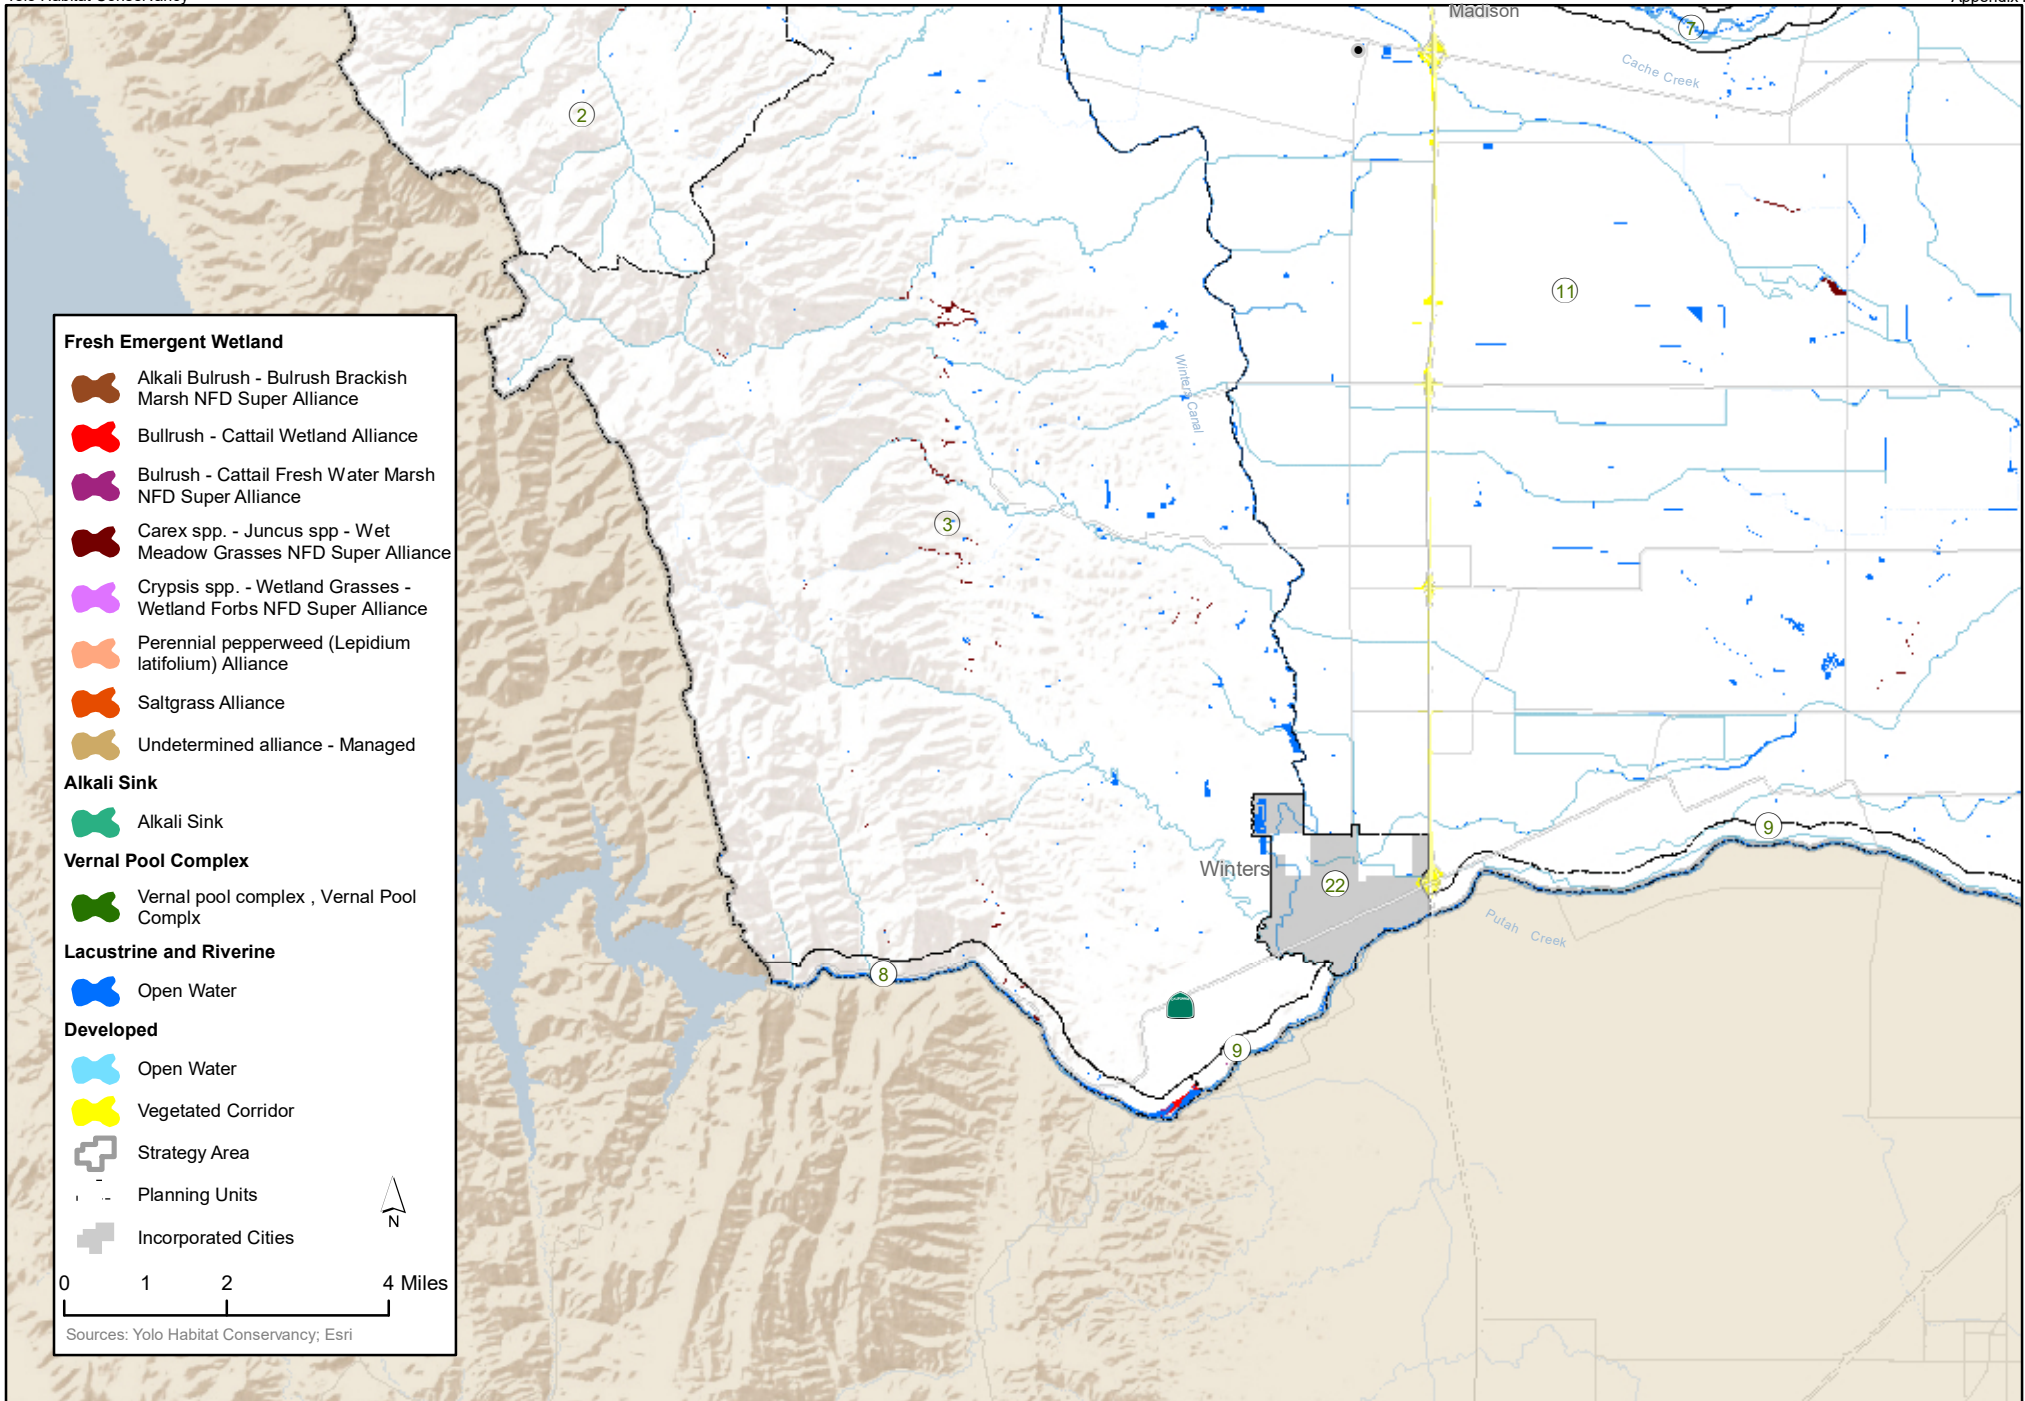 Yolo Habitat Conservancy
Appendix
Madison
7
Cache Creek
2
11
Winters Canal
3
9
Winters
22
Putah Creek
8
9
CALIFORNIA
Fresh Emergent Wetland
Alkali Bulrush - Bulrush Brackish
Marsh NFD Super Alliance
Bullrush - Cattail Wetland Alliance
Bulrush - Cattail Fresh Water Marsh
NFD Super Alliance
Carex spp. - Juncus spp - Wet
Meadow Grasses NFD Super Alliance
Crypsis spp. - Wetland Grasses -
Wetland Forbs NFD Super Alliance
Perennial pepperweed (Lepidium
latifolium) Alliance
Saltgrass Alliance
Undetermined alliance - Managed
Alkali Sink
Alkali Sink
Vernal Pool Complex
Vernal pool complex , Vernal Pool
Complx
Lacustrine and Riverine
Open Water
Developed
Open Water
Vegetated Corridor
Strategy Area
Planning Units
Incorporated Cities
N
0 1 2 4 Miles
Sources: Yolo Habitat Conservancy; Esri